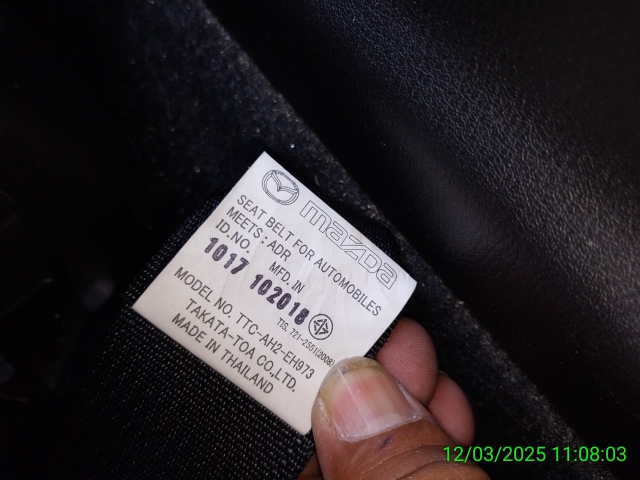 mazda
SEAT BELT FOR AUTOMOBILES
MEETS: ADR
ID.NO. MFD. IN
1017 102018
TIS. 721-2551(2008)
MODEL NO. TTC-AH2-EH973
TAKATA-TOA CO.,LTD.
MADE IN THAILAND
12/03/2025 11:08:03